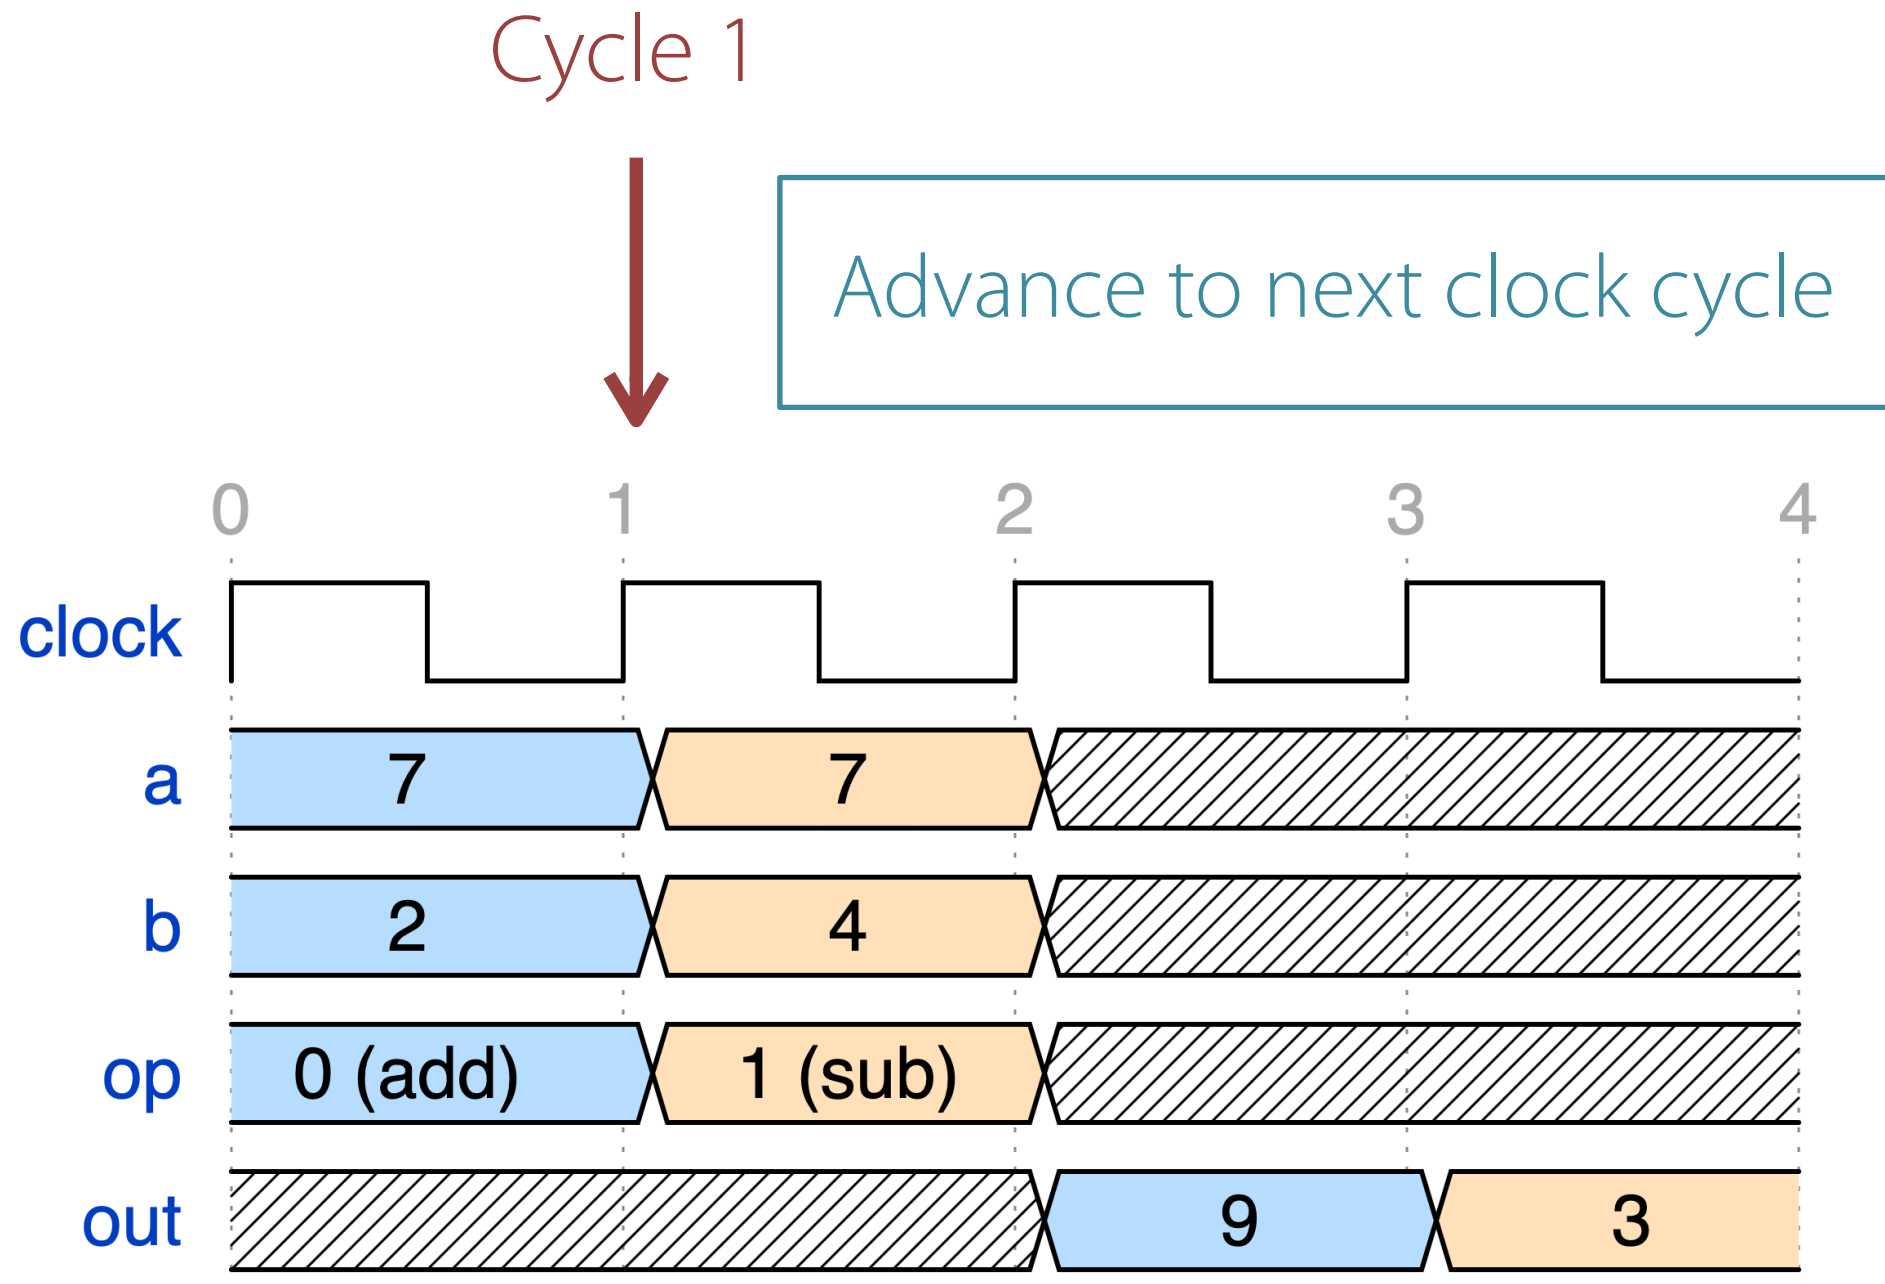 Cycle 1
Advance to next clock cycle
0 1 2 3 4
clock
a 7 7
b 2 4
op 0 (add) 1 (sub)
out 9 3